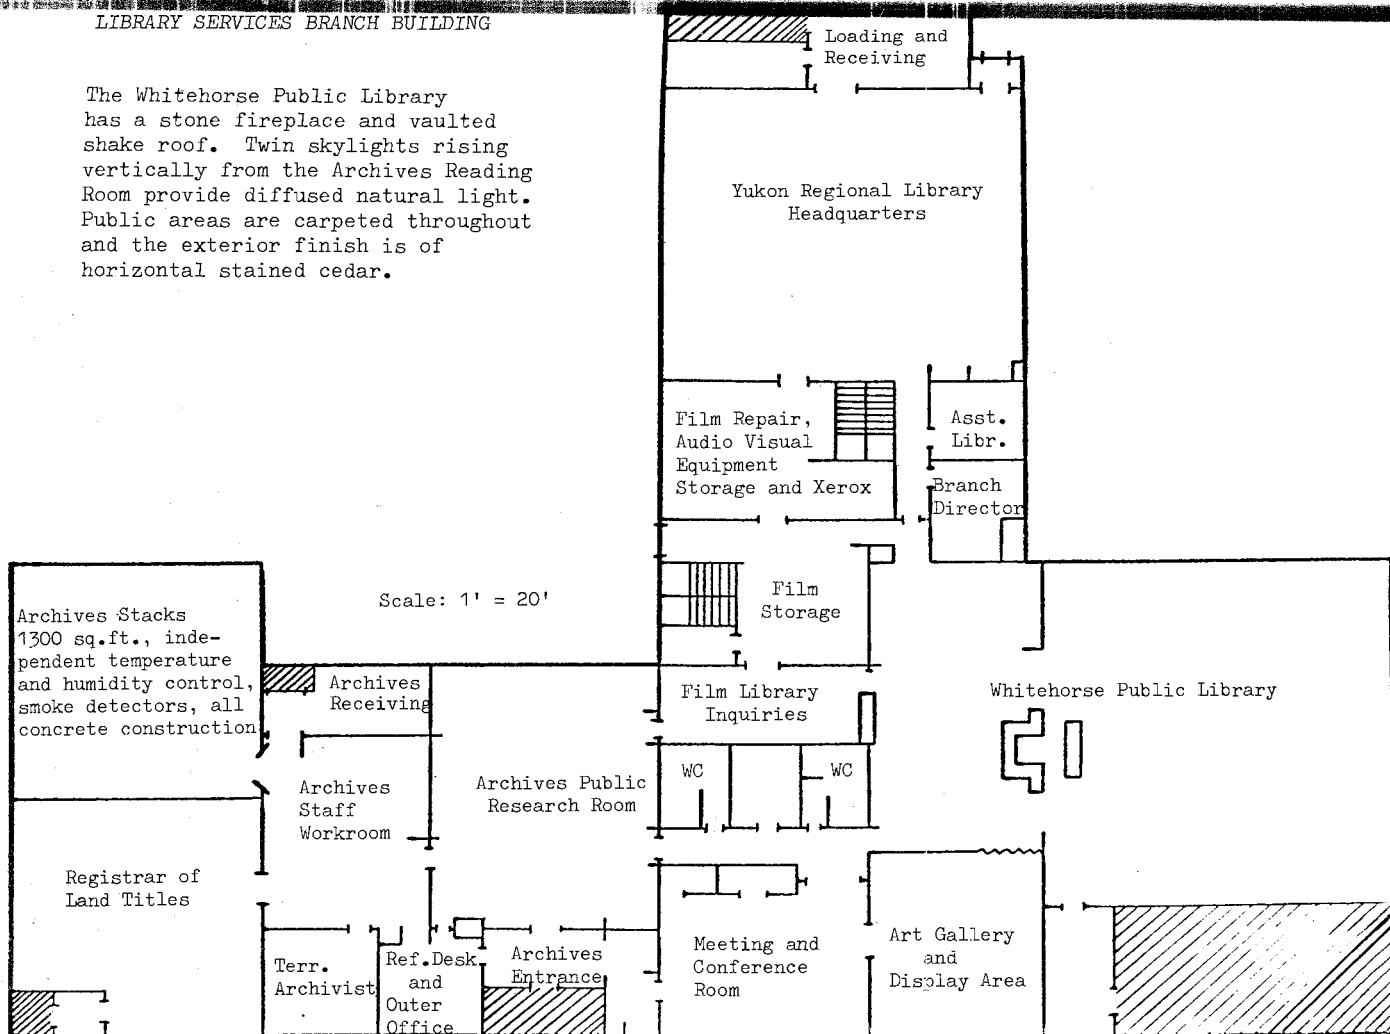 LIBRARY SERVICES BRANCH BUILDING
The Whitehorse Public Library
has a stone fireplace and vaulted
shake roof.  Twin skylights rising
vertically from the Archives Reading
Room provide diffused natural light.
Public areas are carpeted throughout
and the exterior finish is of
horizontal stained cedar.
Loading and
Receiving
Yukon Regional Library
Headquarters
Film Repair,
Audio Visual
Equipment
Storage and Xerox
Asst.
Libr.
Branch
Director
Scale: 1' = 20'
Film
Storage
Archives Stacks
1300 sq.ft., inde-
pendent temperature
and humidity control,
smoke detectors, all
concrete construction
Archives
Receiving
Film Library
Inquiries
Whitehorse Public Library
WC
WC
Archives Public
Research Room
Archives
Staff
Workroom
Registrar of
Land Titles
Terr.
Archivist
Ref.Desk
and
Outer
Office
Archives
Entrance
Meeting and
Conference
Room
Art Gallery
and
Display Area